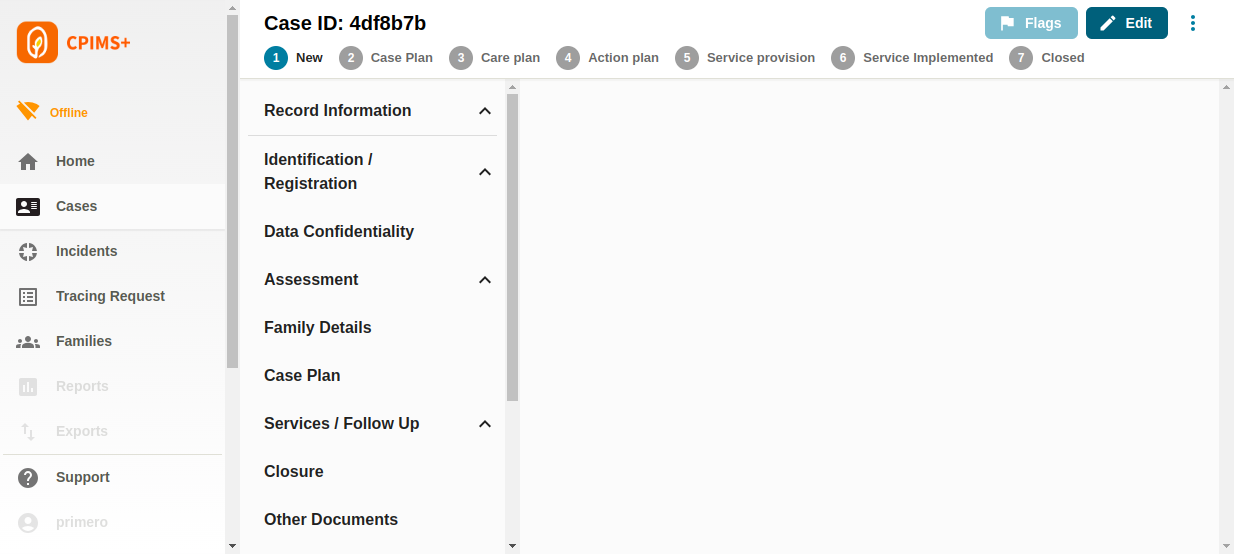 CPIMS+
Offline
Home
Cases
Incidents
Tracing Request
Families
Reports
Exports
Support
primero
Case ID: 4df8b7b
Flags
Edit
1 New
2 Case Plan
3 Care plan
4 Action plan
5 Service provision
6 Service Implemented
7 Closed
Record Information
Identification /
Registration
Data Confidentiality
Assessment
Family Details
Case Plan
Services / Follow Up
Closure
Other Documents